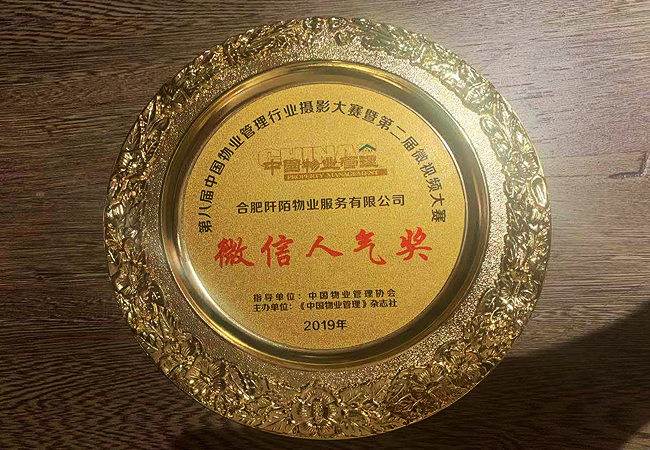 第八届中国物业管理行业摄影大赛暨第二届微视频大赛
CHINA
中国物业管理
PROPERTY MANAGEMENT
合肥阡陌物业服务有限公司
微信人气奖
指导单位：中国物业管理协会
主办单位：《中国物业管理》杂志社
2019年